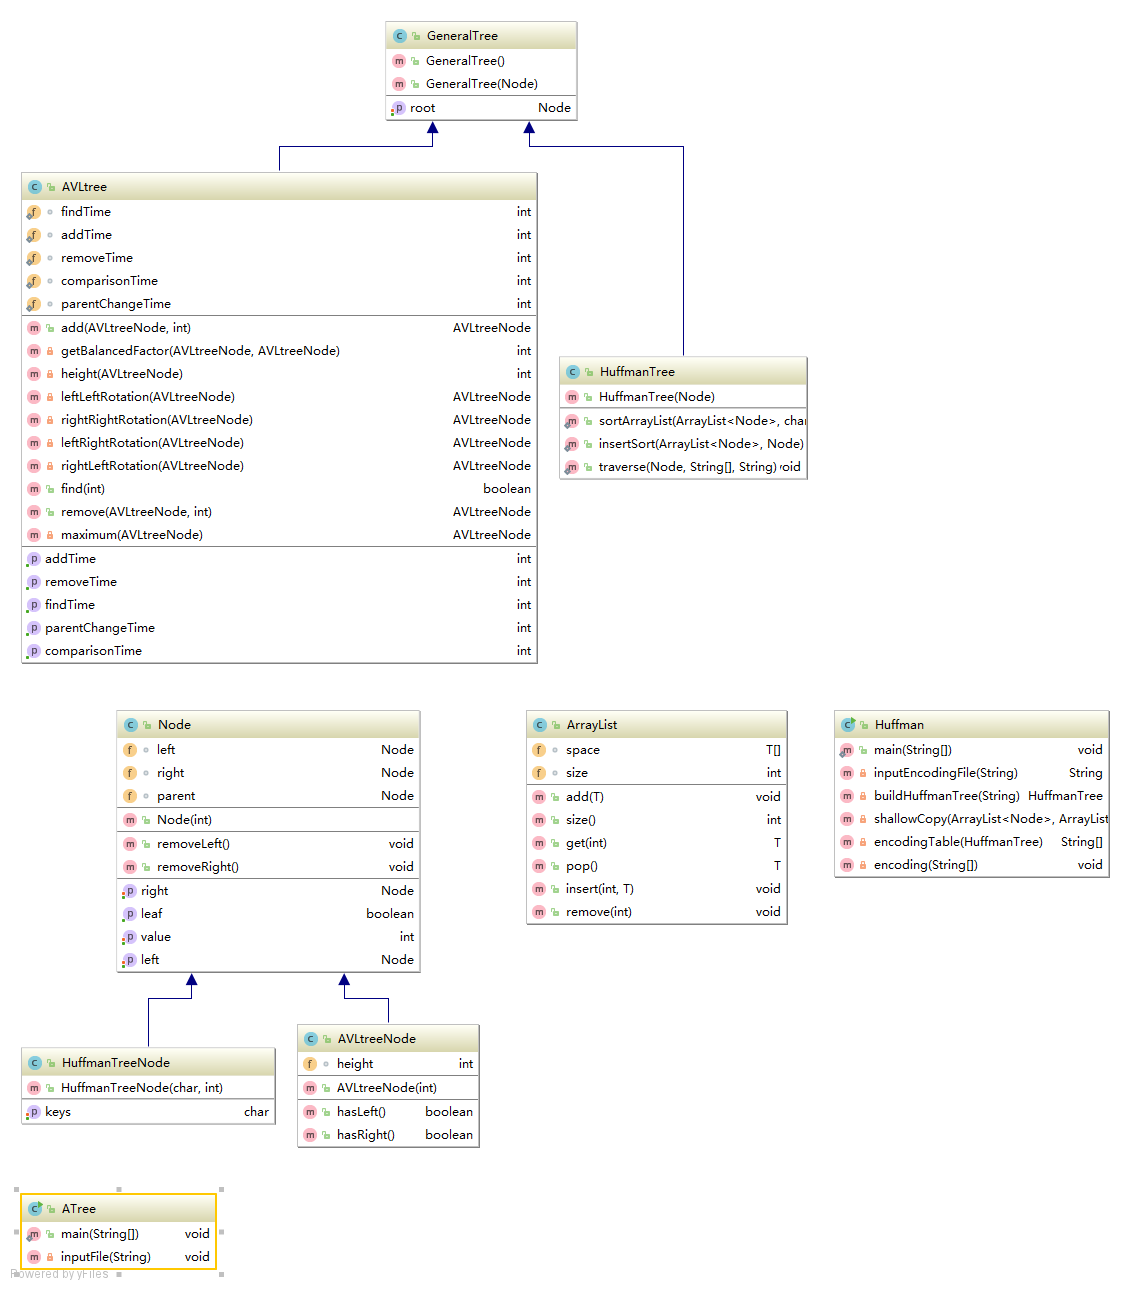 GeneralTree
GeneralTree()
GeneralTree(Node)
root Node
AVLtree
findTime int
addTime int
removeTime int
comparisonTime int
parentChangeTime int
add(AVLtreeNode, int) AVLtreeNode
getBalancedFactor(AVLtreeNode, AVLtreeNode) int
height(AVLtreeNode) int
leftLeftRotation(AVLtreeNode) AVLtreeNode
rightRightRotation(AVLtreeNode) AVLtreeNode
leftRightRotation(AVLtreeNode) AVLtreeNode
rightLeftRotation(AVLtreeNode) AVLtreeNode
find(int) boolean
remove(AVLtreeNode, int) AVLtreeNode
maximum(AVLtreeNode) AVLtreeNode
addTime int
removeTime int
findTime int
parentChangeTime int
comparisonTime int
HuffmanTree
HuffmanTree(Node)
sortArrayList(ArrayList<Node>, char
insertSort(ArrayList<Node>, Node)
traverse(Node, String[], String) void
Node
left Node
right Node
parent Node
Node(int)
removeLeft() void
removeRight() void
right Node
leaf boolean
value int
left Node
ArrayList
space T[]
size int
add(T) void
size() int
get(int) T
pop() T
insert(int, T) void
remove(int) void
Huffman
main(String[]) void
inputEncodingFile(String) String
buildHuffmanTree(String) HuffmanTree
shallowCopy(ArrayList<Node>, ArrayList
encodingTable(HuffmanTree) String[]
encoding(String[]) void
HuffmanTreeNode
HuffmanTreeNode(char, int)
keys char
AVLtreeNode
height int
AVLtreeNode(int)
hasLeft() boolean
hasRight() boolean
ATree
main(String[]) void
inputFile(String) void
Powered by yFiles